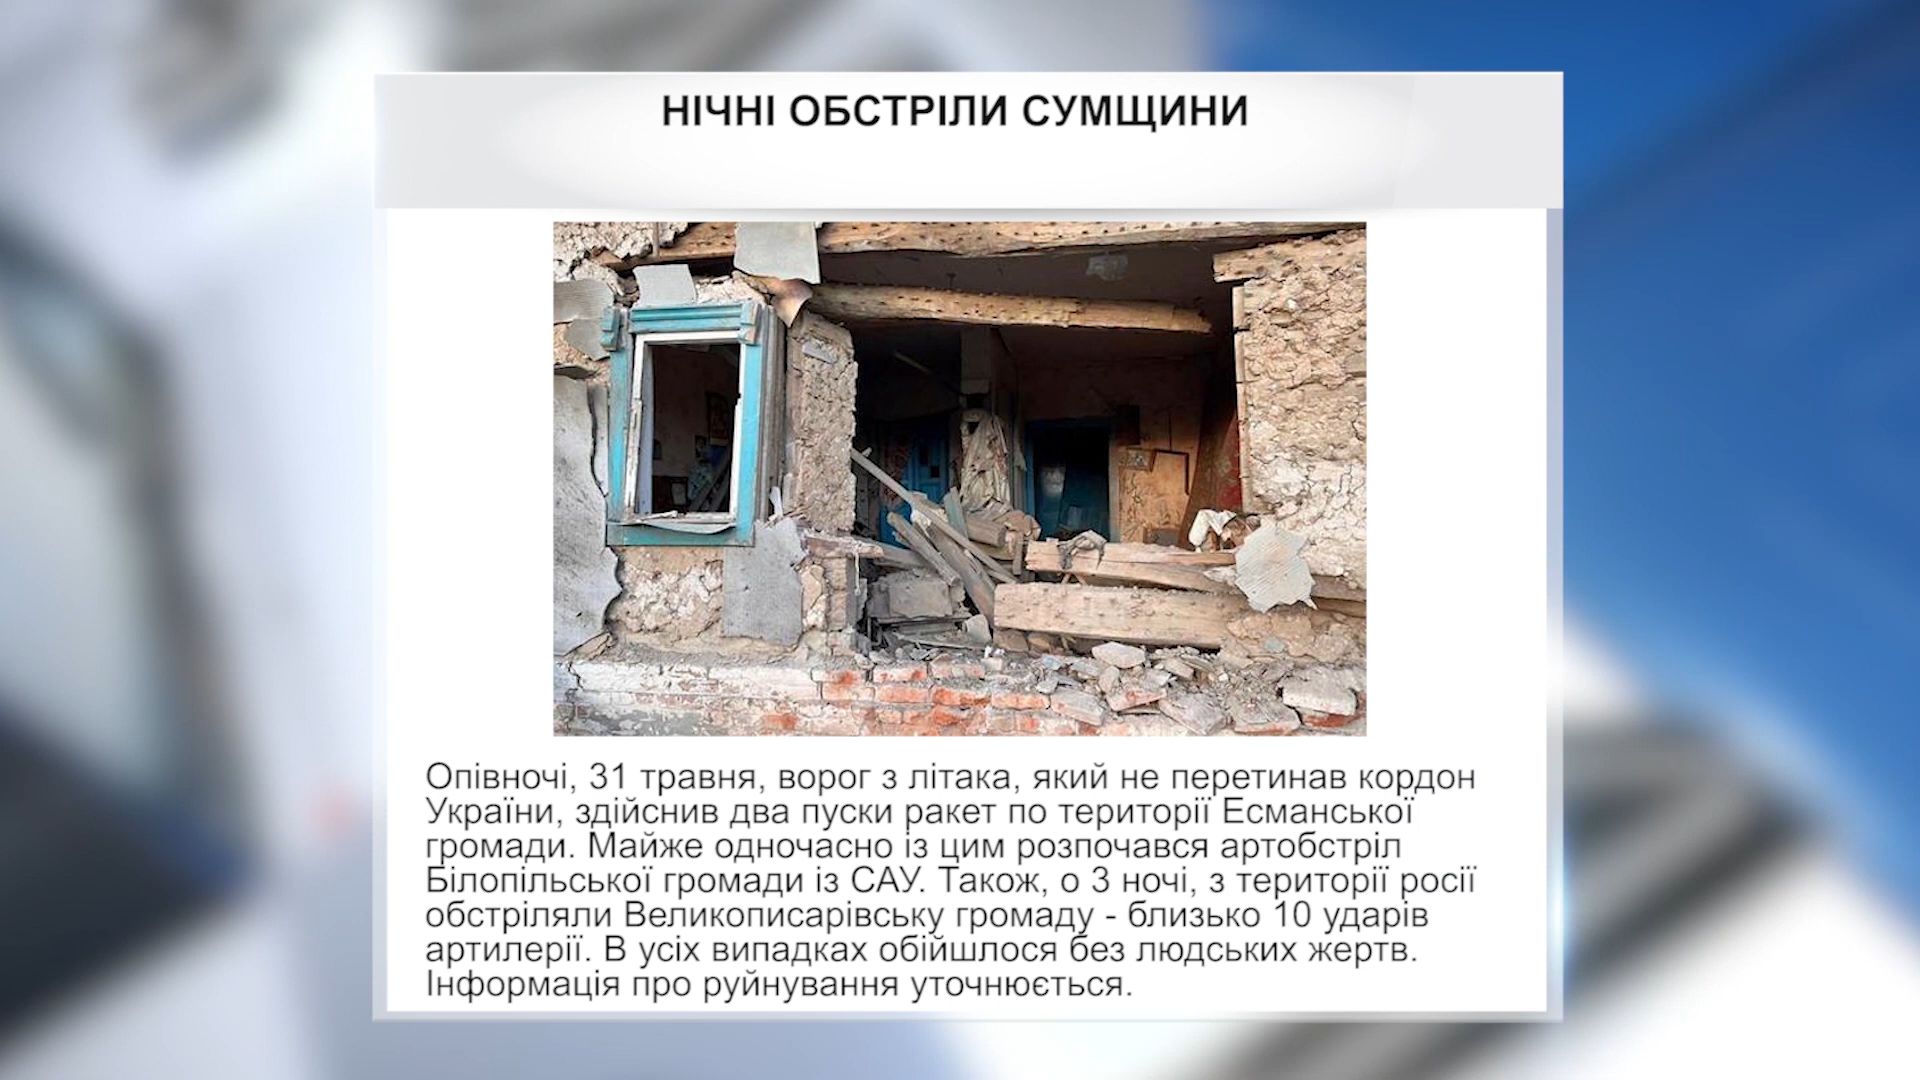 НІЧНІ ОБСТРІЛИ СУМЩИНИ
Опівночі, 31 травня, ворог з літака, який не перетинав кордон
України, здійснив два пуски ракет по території Есманської
громади. Майже одночасно із цим розпочався артобстріл
Білопільської громади із САУ. Також, о 3 ночі, з території росії
обстріляли Великописарівську громаду - близько 10 ударів
артилерії. В усіх випадках обійшлося без людських жертв.
Інформація про руйнування уточнюється.